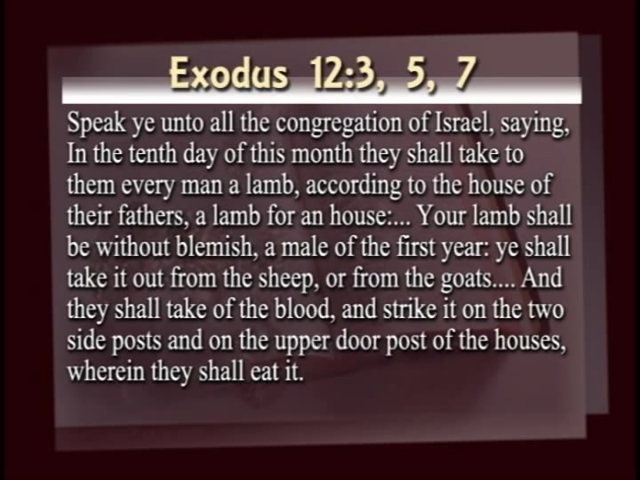 Exodus 12:3, 5, 7
Speak ye unto all the congregation of Israel, saying,
In the tenth day of this month they shall take to
them every man a lamb, according to the house of
their fathers, a lamb for an house:... Your lamb shall
be without blemish, a male of the first year: ye shall
take it out from the sheep, or from the goats.... And
they shall take of the blood, and strike it on the two
side posts and on the upper door post of the houses,
wherein they shall eat it.